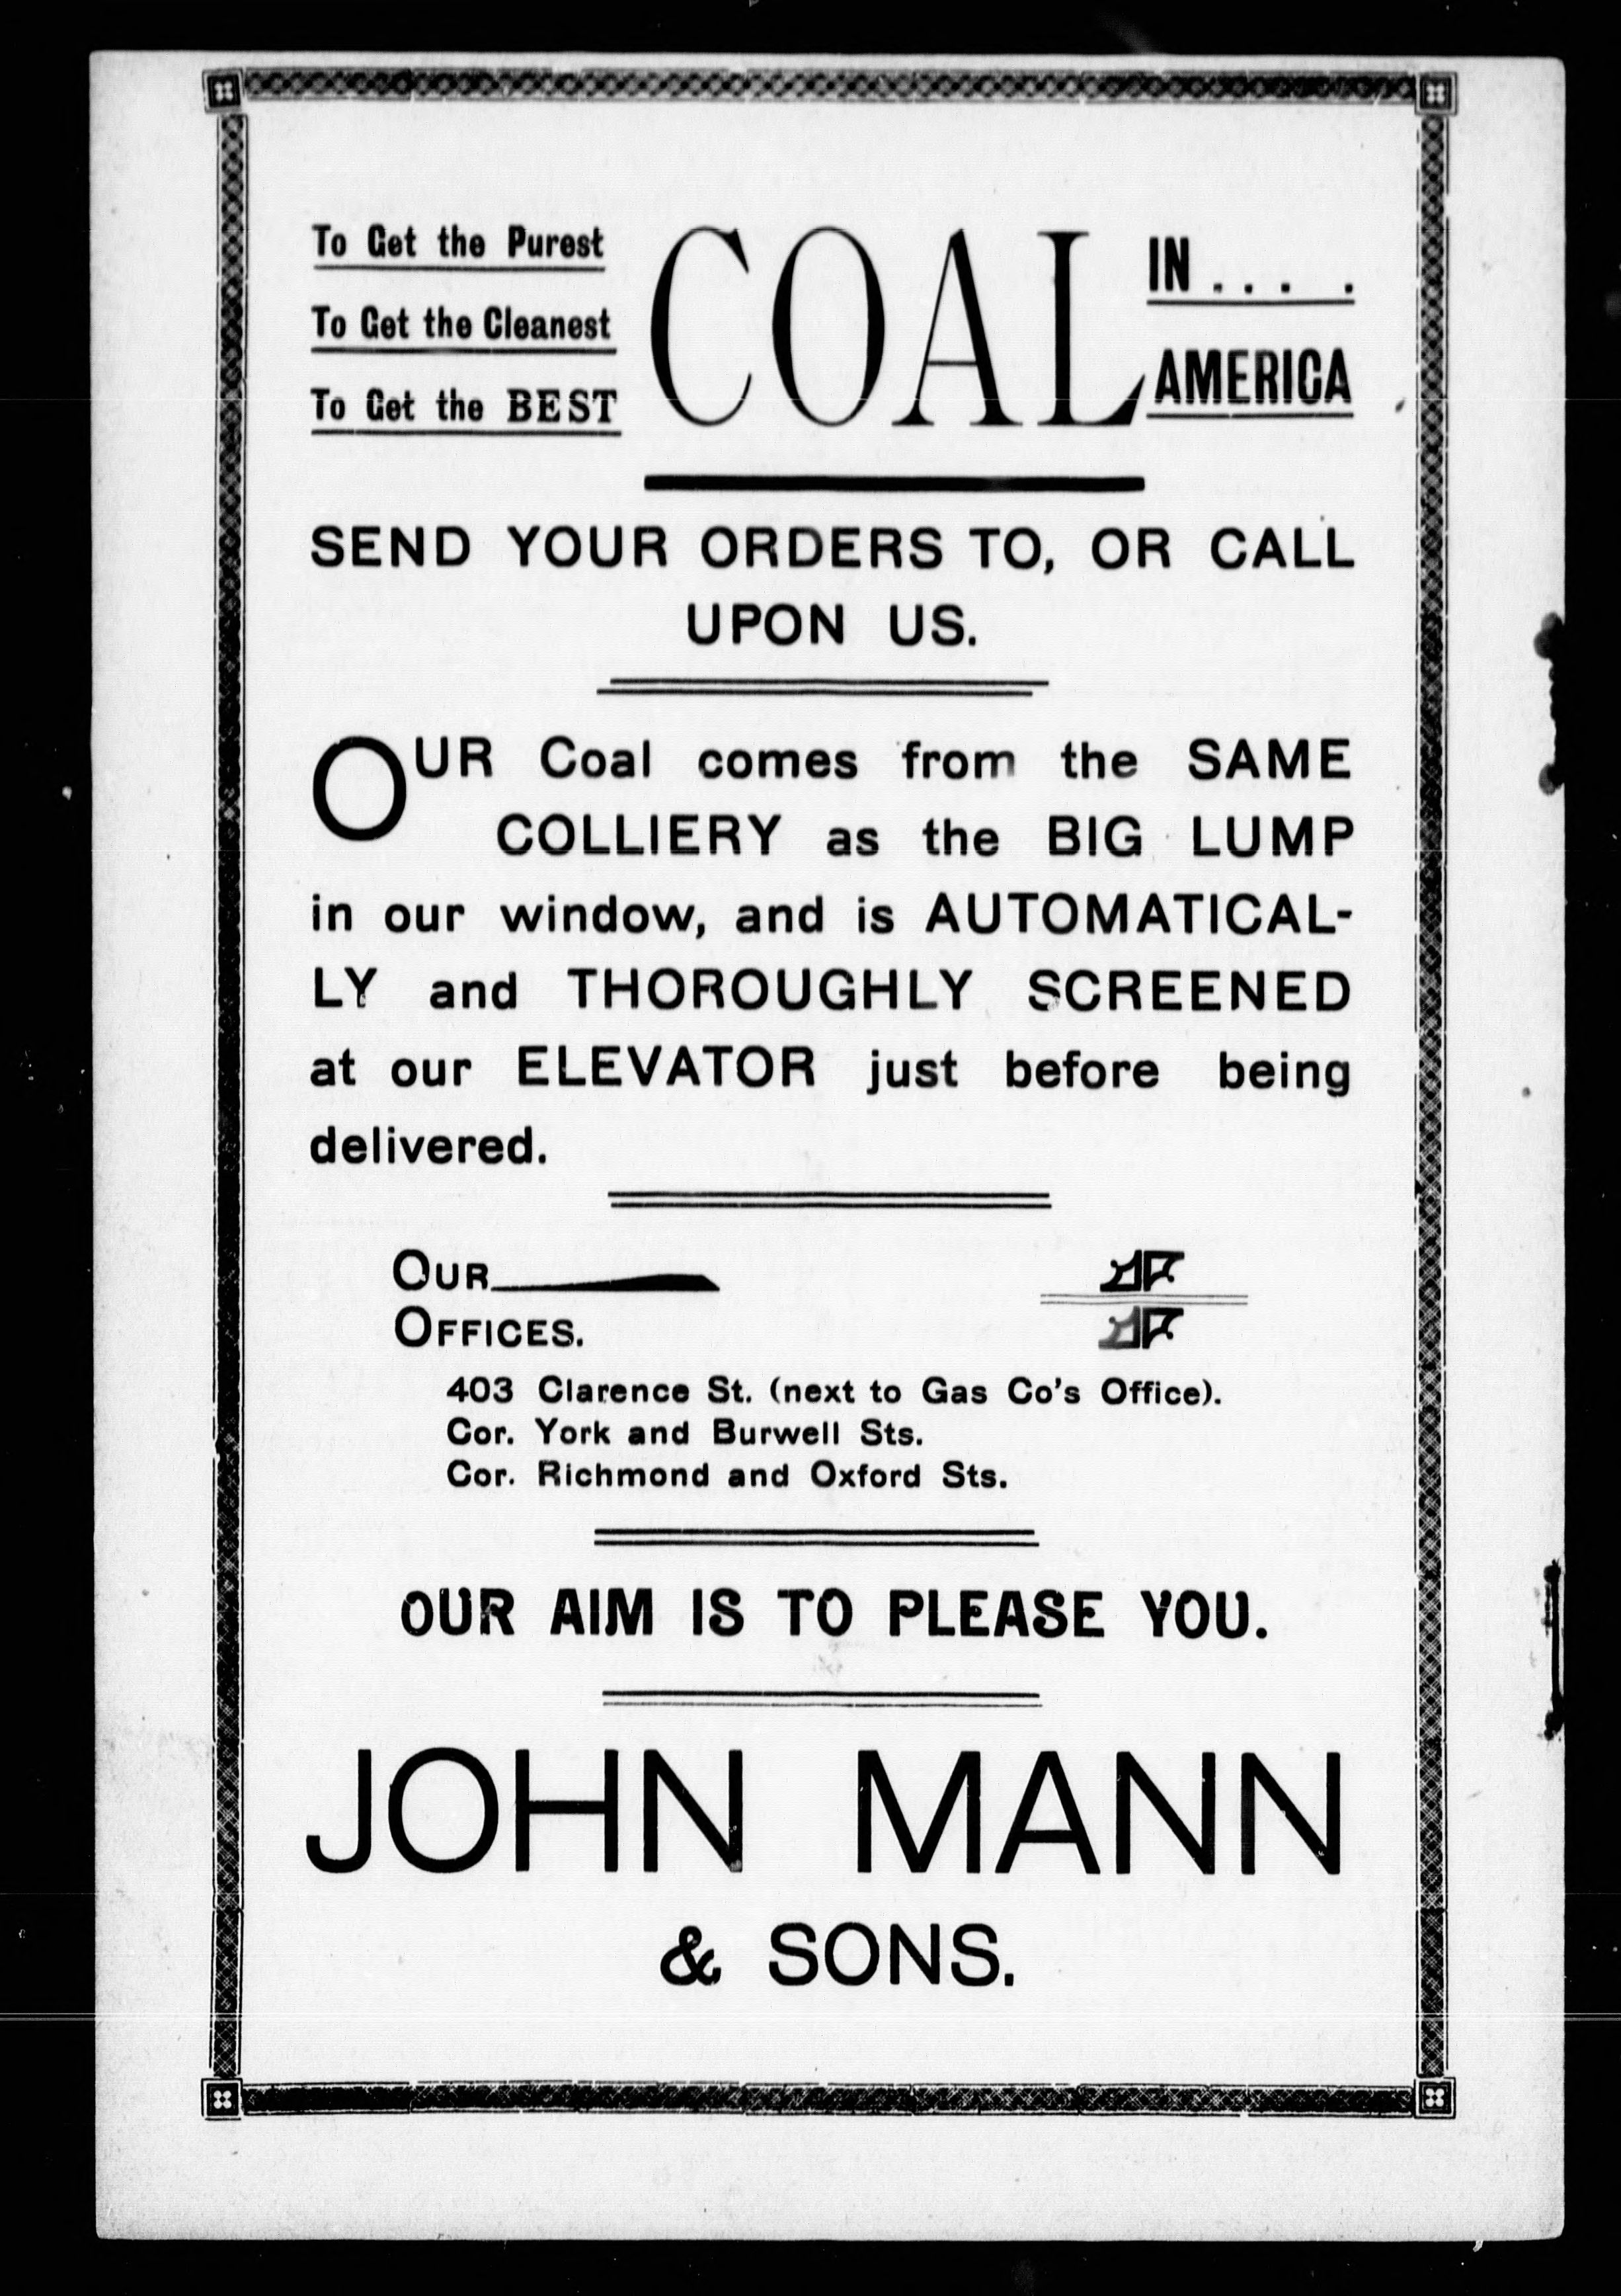 To Get the Purest
To Get the Cleanest
To Get the BEST
COAL
IN . . . .
AMERICA
SEND YOUR ORDERS TO, OR CALL
UPON US.
OUR Coal comes from the SAME
COLLIERY as the BIG LUMP
in our window, and is AUTOMATICAL-
LY and THOROUGHLY SCREENED
at our ELEVATOR just before being
delivered.
OUR
OFFICES.
403 Clarence St. (next to Gas Co's Office).
Cor. York and Burwell Sts.
Cor. Richmond and Oxford Sts.
OUR AIM IS TO PLEASE YOU.
JOHN MANN
& SONS.